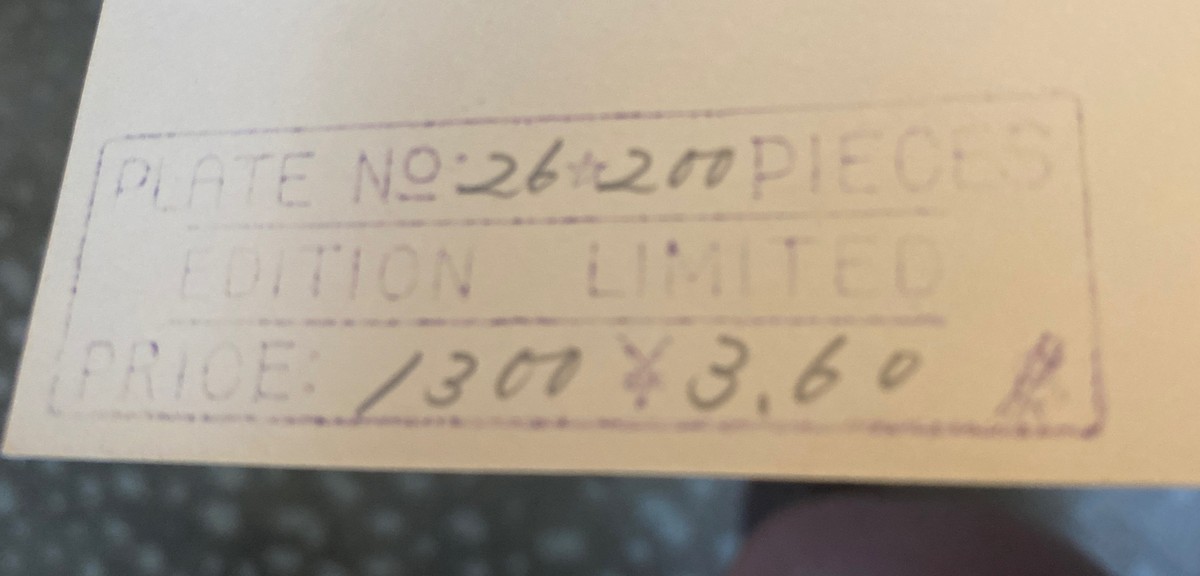 PLATE No: 26 ☆ 200 PIECES
EDITION LIMITED
PRICE: 1300 ¥ 3.60